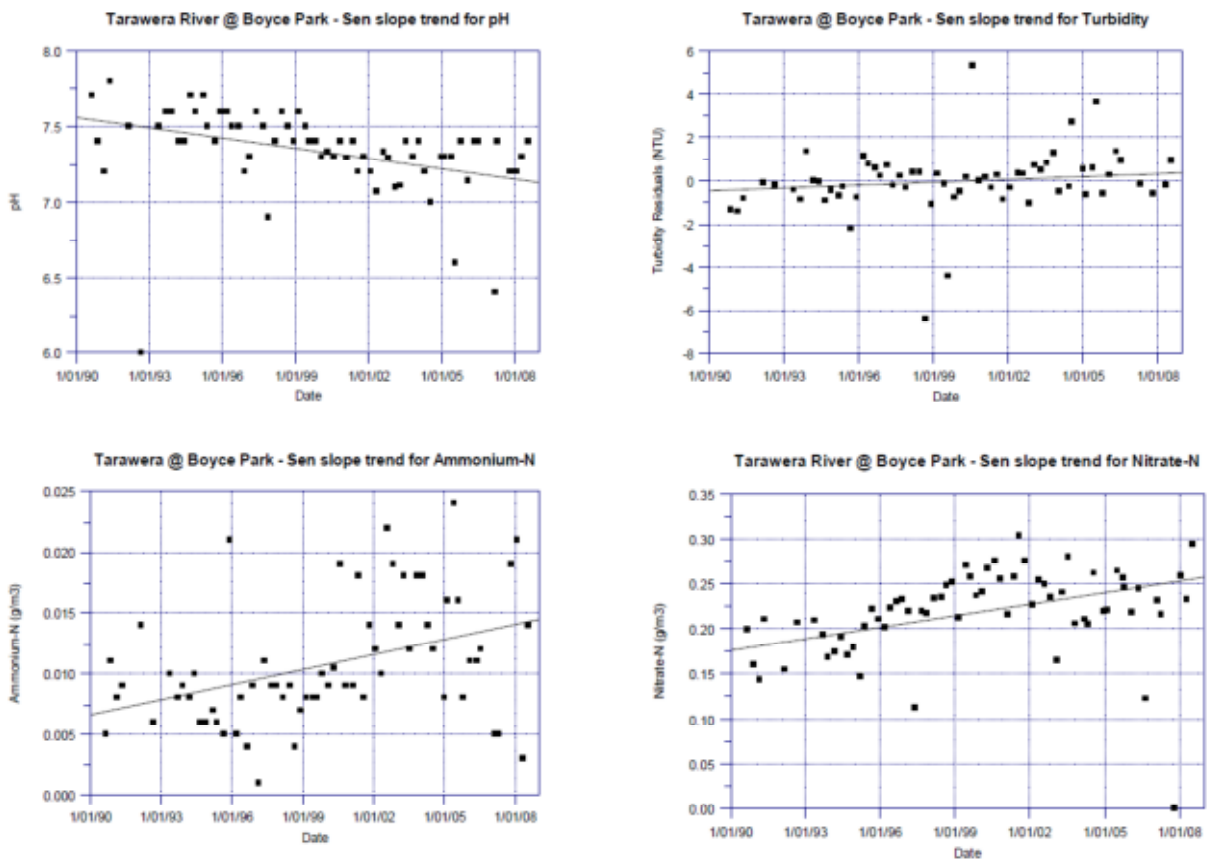 Tarawera River @ Boyce Park - Sen slope trend for pH
8.0
7.5
7.0
6.5
6.0
pH
1/01/90 1/01/93 1/01/96 1/01/99 1/01/02 1/01/05 1/01/08
Date
Tarawera @ Boyce Park - Sen slope trend for Turbidity
6
4
2
0
-2
-4
-6
-8
Turbidity Residuals (NTU)
1/01/90 1/01/93 1/01/96 1/01/99 1/01/02 1/01/05 1/01/08
Date
Tarawera @ Boyce Park - Sen slope trend for Ammonium-N
0.025
0.020
0.015
0.010
0.005
0.000
Ammonium-N (g/m3)
1/01/90 1/01/93 1/01/96 1/01/99 1/01/02 1/01/05 1/01/08
Date
Tarawera River @ Boyce Park - Sen slope trend for Nitrate-N
0.35
0.30
0.25
0.20
0.15
0.10
0.05
0.00
Nitrate-N (g/m3)
1/01/90 1/01/93 1/01/96 1/01/99 1/01/02 1/01/05 1/01/08
Date